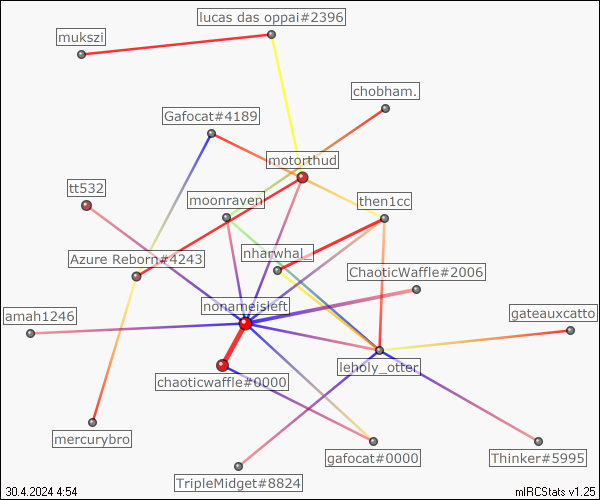 lucas das oppai#2396
mukszi
chobham.
Gafocat#4189
motorthud
tt532
moonraven
then1cc
nharwhal_
Azure Reborn#4243
ChaoticWaffle#2006
nonameisleft
amah1246
gateauxcatto
leholy_otter
chaoticwaffle#0000
mercurybro
gafocat#0000
Thinker#5995
TripleMidget#8824
30.4.2024 4:54
mIRCStats v1.25